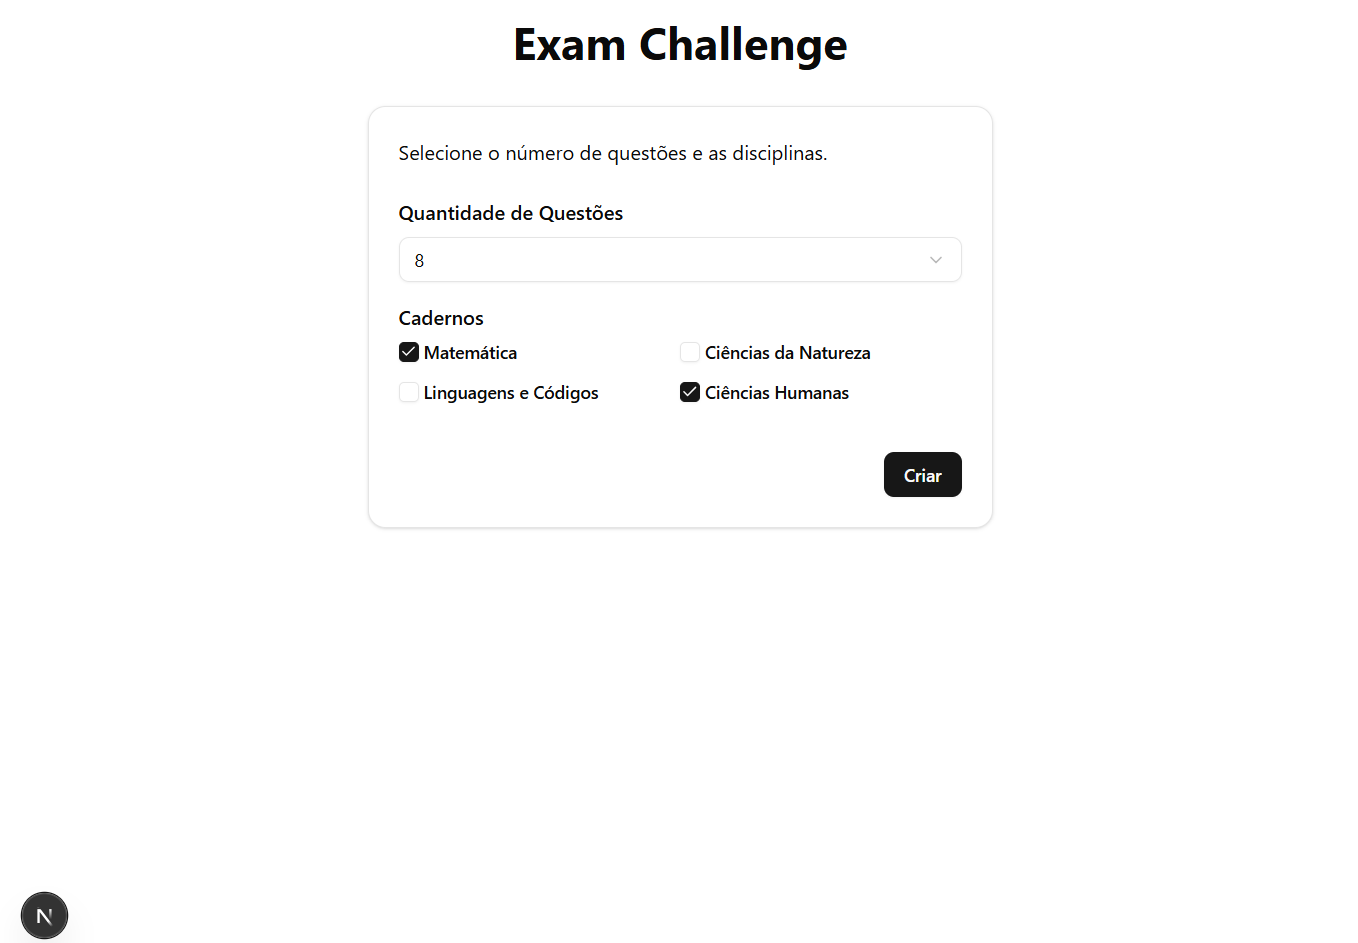 Exam Challenge
Selecione o número de questões e as disciplinas.
Quantidade de Questões
8
Cadernos
Matemática
Ciências da Natureza
Linguagens e Códigos
Ciências Humanas
Criar
N